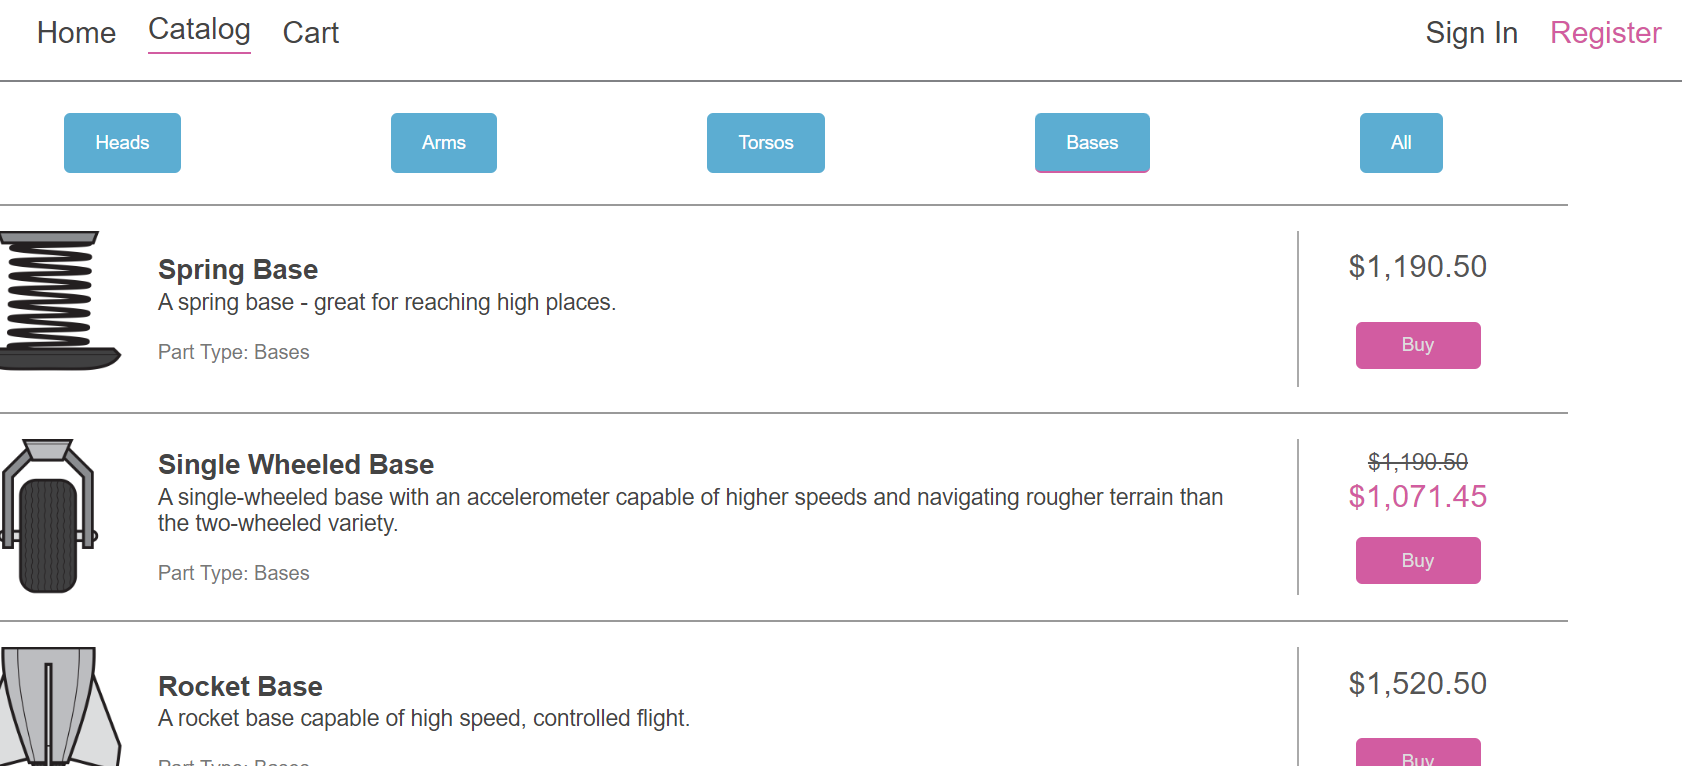 Home Catalog Cart Sign In Register
Heads Arms Torsos Bases All
Spring Base
A spring base - great for reaching high places.
Part Type: Bases
$1,190.50
Buy
Single Wheeled Base
A single-wheeled base with an accelerometer capable of higher speeds and navigating rougher terrain than
the two-wheeled variety.
Part Type: Bases
$1,190.50
$1,071.45
Buy
Rocket Base
A rocket base capable of high speed, controlled flight.
Part Type: Bases
$1,520.50
Buy